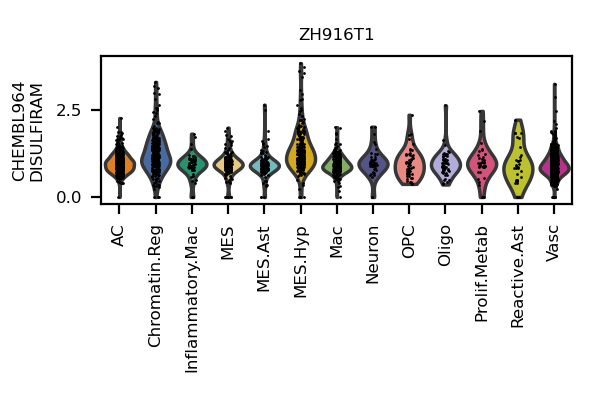 ZH916T1
CHEMBL964
DISULFIRAM
2.5
0.0
AC
Chromatin.Reg
Inflammatory.Mac
MES
MES.Ast
MES.Hyp
Mac
Neuron
OPC
Oligo
Prolif.Metab
Reactive.Ast
Vasc